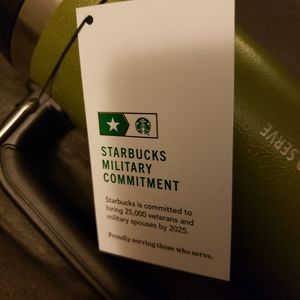 STARBUCKS
MILITARY
COMMITMENT
Starbucks is committed to
hiring 25,000 veterans and
military spouses by 2025.
Proudly serving those who serve.
SERVE